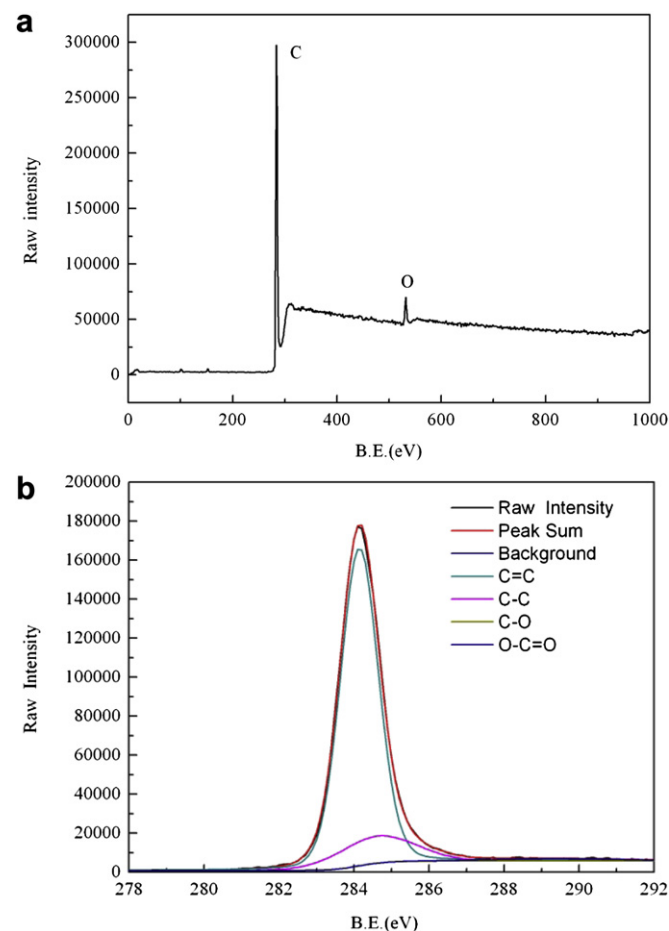 a
300000
250000
200000
150000
100000
50000
0
Raw intensity
C
O
0 200 400 600 800 1000
B.E.(eV)
b
200000
180000
160000
140000
120000
100000
80000
60000
40000
20000
0
Raw Intensity
Raw Intensity
Peak Sum
Background
C=C
C-C
C-O
O-C=O
278 280 282 284 286 288 290 292
B.E.(eV)